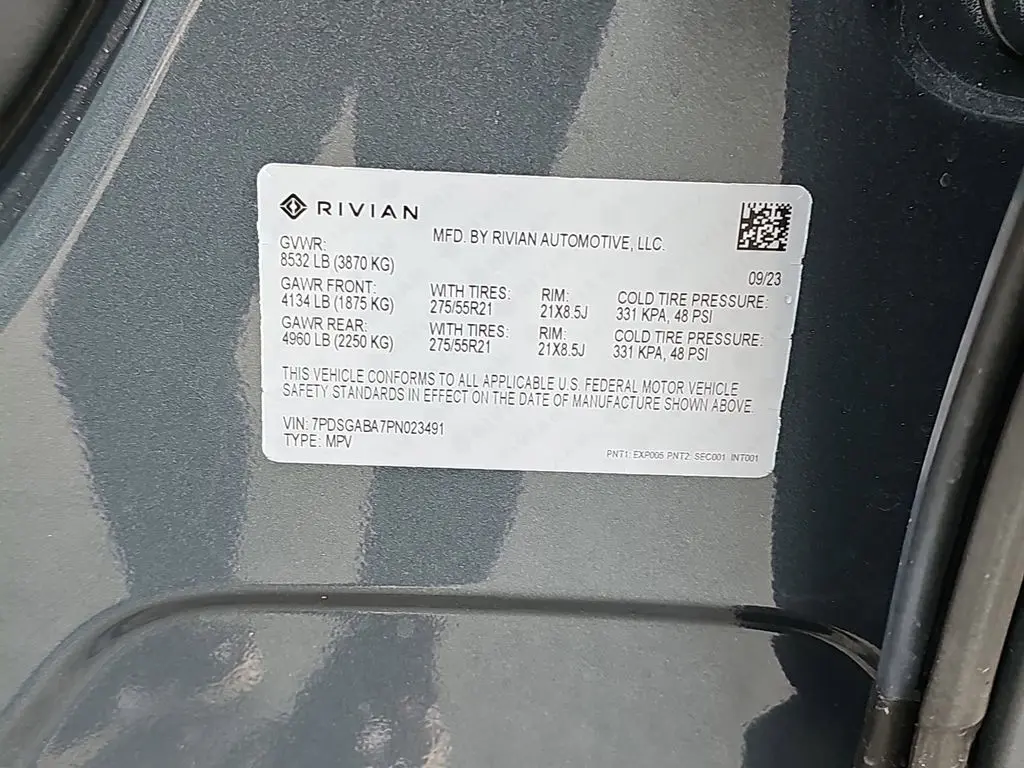 RIVIAN
MFD. BY RIVIAN AUTOMOTIVE, LLC.
09/23
GVWR:
8532 LB (3870 KG)
GAWR FRONT: WITH TIRES: RIM: COLD TIRE PRESSURE:
4134 LB (1875 KG) 275/55R21 21X8.5J 331 KPA, 48 PSI
GAWR REAR: WITH TIRES: RIM: COLD TIRE PRESSURE:
4960 LB (2250 KG) 275/55R21 21X8.5J 331 KPA, 48 PSI
THIS VEHICLE CONFORMS TO ALL APPLICABLE U.S. FEDERAL MOTOR VEHICLE
SAFETY STANDARDS IN EFFECT ON THE DATE OF MANUFACTURE SHOWN ABOVE.
VIN: 7PDSGABA7PN023491
TYPE: MPV
PNT1: EXP005 PNT2: SEC001 INT001